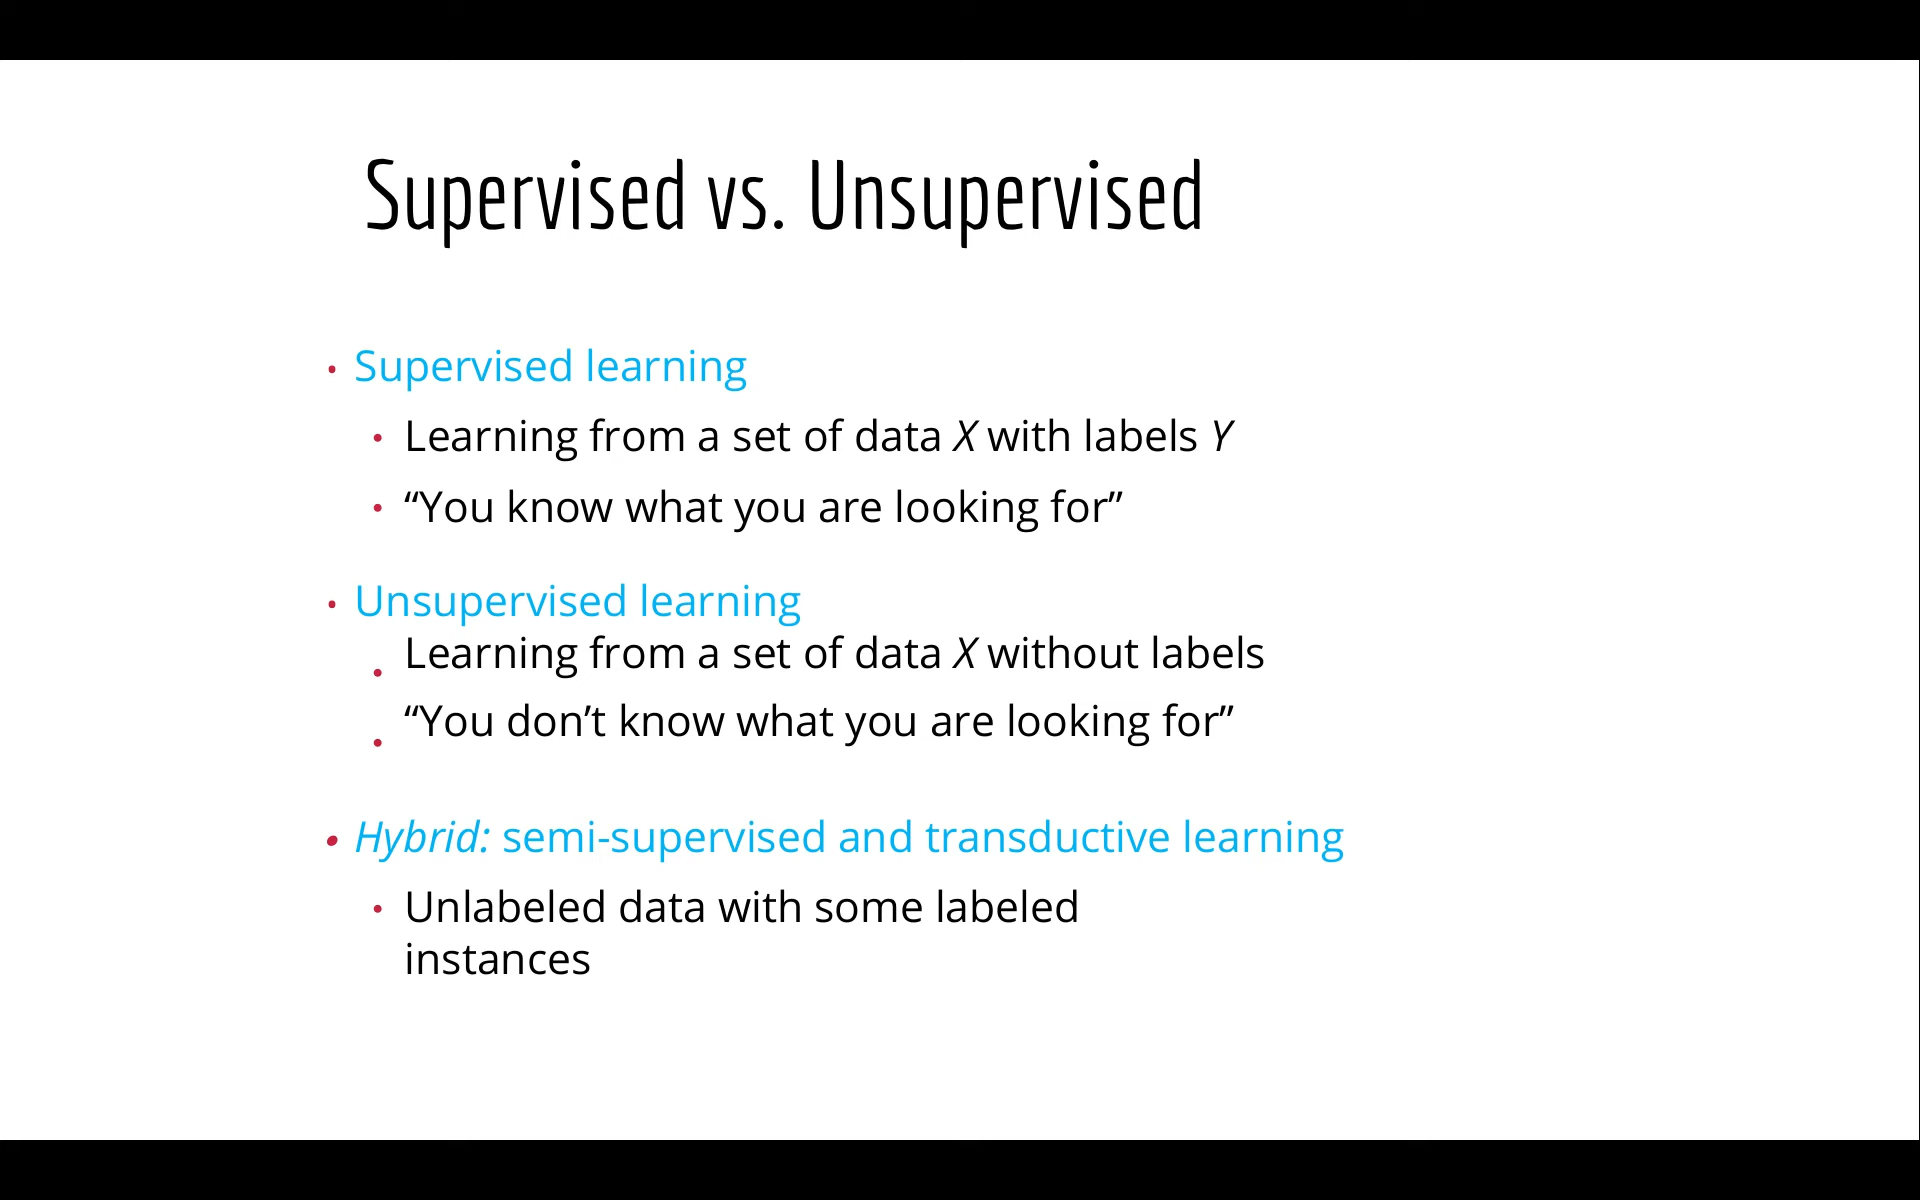 Supervised vs. Unsupervised
• Supervised learning
• Learning from a set of data X with labels Y
• “You know what you are looking for”
• Unsupervised learning
• Learning from a set of data X without labels
• “You don’t know what you are looking for”
• Hybrid: semi-supervised and transductive learning
• Unlabeled data with some labeled
instances